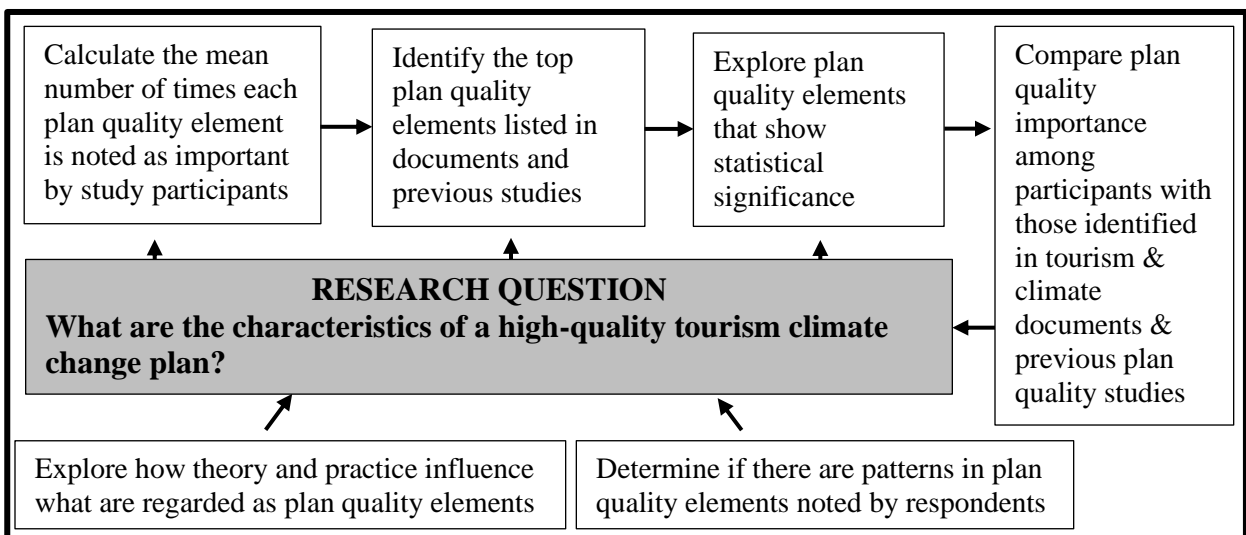 Calculate the mean
number of times each
plan quality element
is noted as important
by study participants
Identify the top
plan quality
elements listed in
documents and
previous studies
Explore plan
quality elements
that show
statistical
significance
Compare plan
quality
importance
among
participants with
those identified
in tourism &
climate
documents &
previous plan
quality studies
RESEARCH QUESTION
What are the characteristics of a high-quality tourism climate
change plan?
Explore how theory and practice influence
what are regarded as plan quality elements
Determine if there are patterns in plan
quality elements noted by respondents